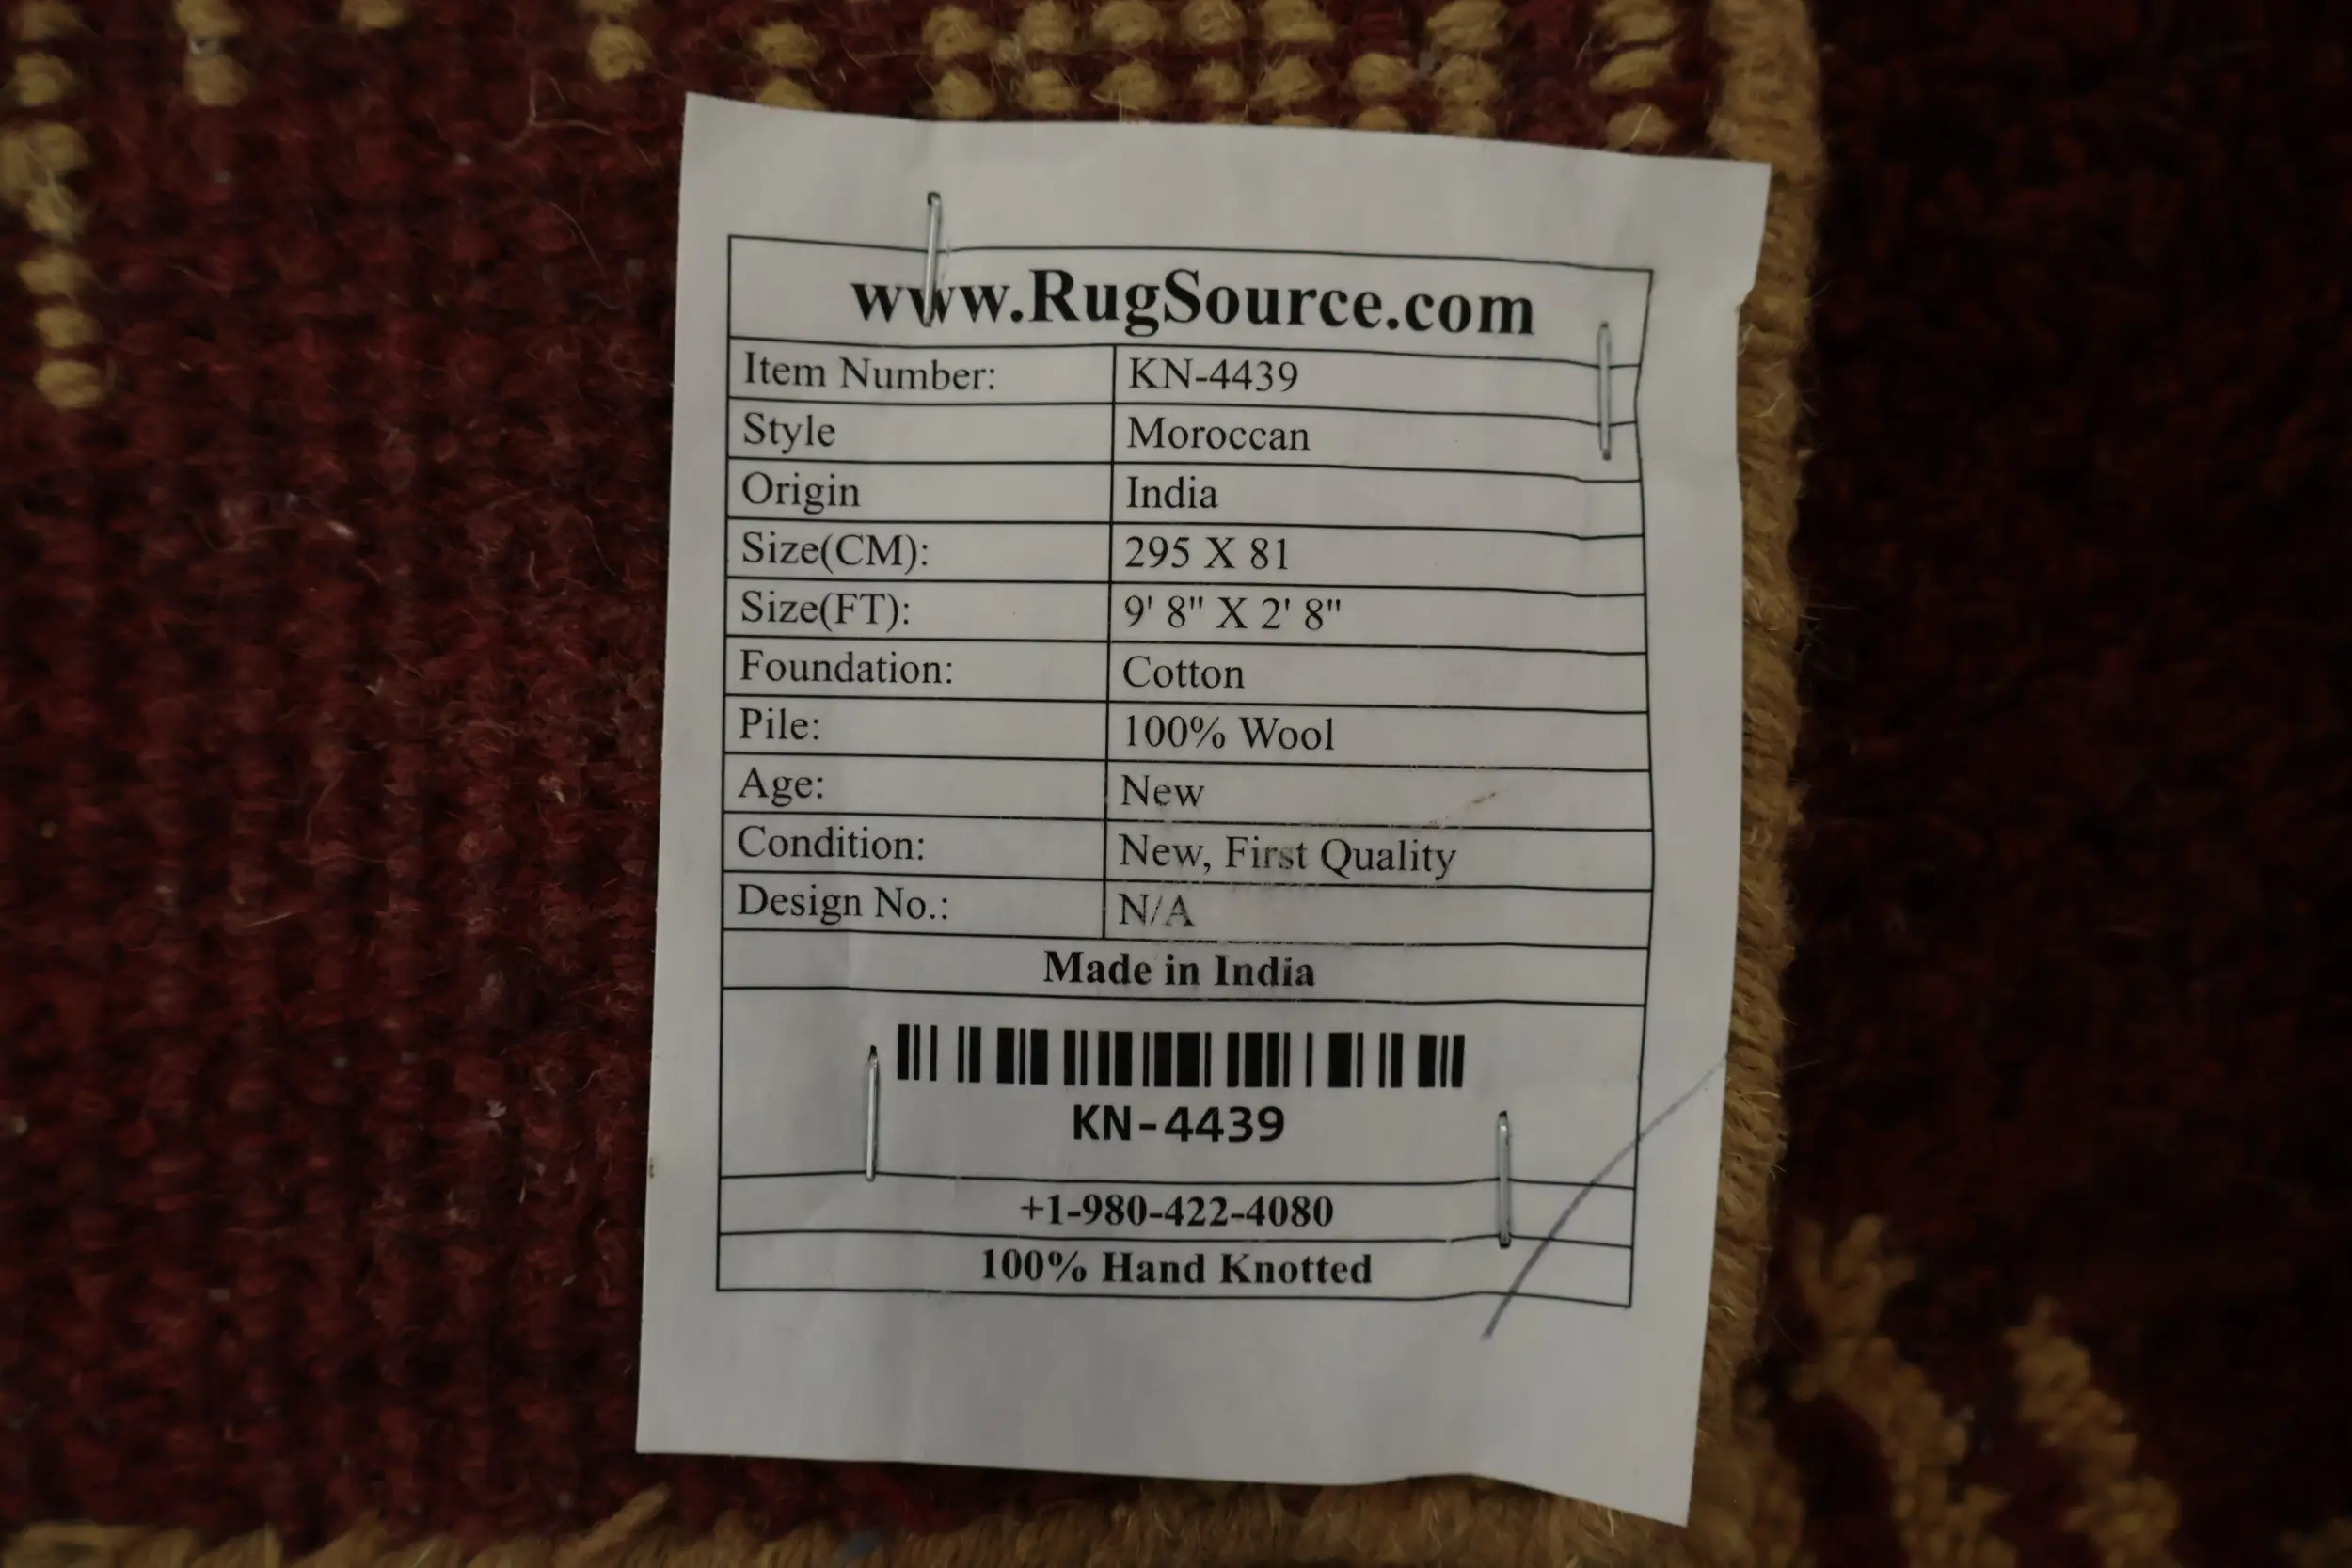 www.RugSource.com
Item Number: KN-4439
Style Moroccan
Origin India
Size(CM): 295 X 81
Size(FT): 9' 8" X 2' 8"
Foundation: Cotton
Pile: 100% Wool
Age: New
Condition: New, First Quality
Design No.: N/A
Made in India
KN-4439
+1-980-422-4080
100% Hand Knotted